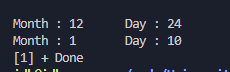 Month : 12 Day : 24
Month : 1 Day : 10
[1] + Done